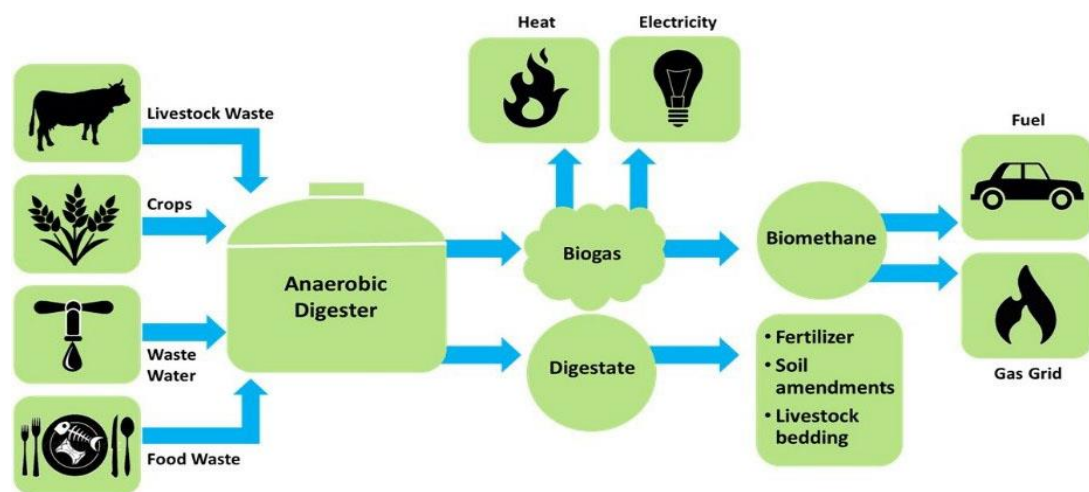 Heat
Electricity
Livestock Waste
Fuel
Crops
Anaerobic
Digester
Biogas
Biomethane
Waste
Water
Digestate
• Fertilizer
• Soil
amendments
• Livestock
bedding
Gas Grid
Food Waste